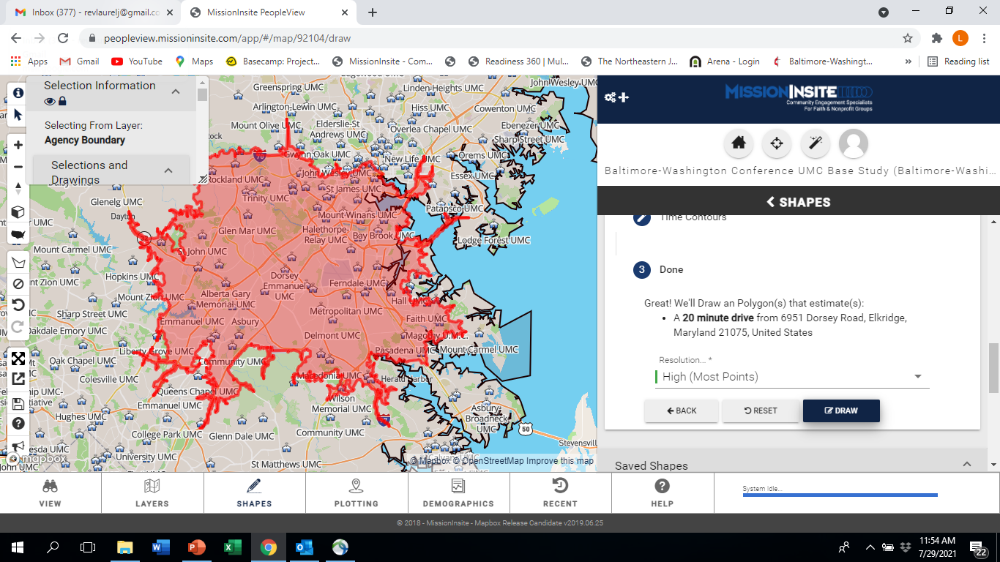 Inbox (377) - revlaurelj@gmail.co
MissionInsite PeopleView
peopleview.missioninsite.com/app/#/map/92104/draw
L
Apps
Gmail
YouTube
Maps
Basecamp: Project...
MissionInsite - Com...
Readiness 360 | Mul...
The Northeastern J...
Arena - Login
Baltimore-Washingt...
»
Reading list
Selection Information
Selecting From Layer:
Agency Boundary
Selections and
Drawings
Greenspring UMC
Linden Heights UMC
John Wesley UMC
Arlington-Lewin UMC
Hiss UMC
Cowenton UMC
Mount Olive UMC
Elderslie-St
Andrews UMC
Overlea Chapel UMC
Ebenezer UMC
Sharp Street UMC
70
Gwynn Oak UMC
New Life UMC
Orems UMC
John Wesley UMC
Essex UMC
St James UMC
Trinity UMC
Glenelg UMC
Patapsco UMC
Dayton
Mount Winans UMC
Glen Mar UMC
Halethorpe-
Relay UMC
Bay Brook UMC
Lodge Forest UMC
32
Mount Carmel UMC
St John UMC
Hopkins UMC
nt Zion UMC
Dorsey
Emmanuel
UMC
Ferndale UMC
Mount Zion UMC
Alberta Gary
Memorial UMC
Hall UMC
Sharp Street UMC
Metropolitan UMC
Emmanuel UMC
Asbury
Faith UMC
Oakdale Emory UMC
Delmont UMC
Magothy U.M.C.
Liberty Grove UMC
Pasadena UMC
Mount Carmel UMC
Oak Chapel UMC
Community UMC
Colesville UMC
Macedonia UMC
Herald Harbor
Queens Chapel UMC
Emmanuel UMC
Wilson
Memorial UMC
Asbury-
Broadneck
UMC
Hughes UMC
97
50
College Park UMC
Glenn Dale UMC
Community UMC
Stevensvill
University UMC
St Matthews UMC
mapbox
© Mapbox © OpenStreetMap Improve this map
MISSIONINSITE
Community Engagement Specialists
For Faith & Nonprofit Groups
Baltimore-Washington Conference UMC Base Study (Baltimore-Washi...
SHAPES
Time Contours
3 Done
Great! We'll Draw an Polygon(s) that estimate(s):
• A 20 minute drive from 6951 Dorsey Road, Elkridge,
Maryland 21075, United States
Resolution... *
High (Most Points)
BACK
RESET
DRAW
Saved Shapes
VIEW
LAYERS
SHAPES
PLOTTING
DEMOGRAPHICS
RECENT
HELP
System Idle...
© 2018 - MissionInsite - Mapbox Release Candidate v2019.06.25
11:54 AM
7/29/2021
22